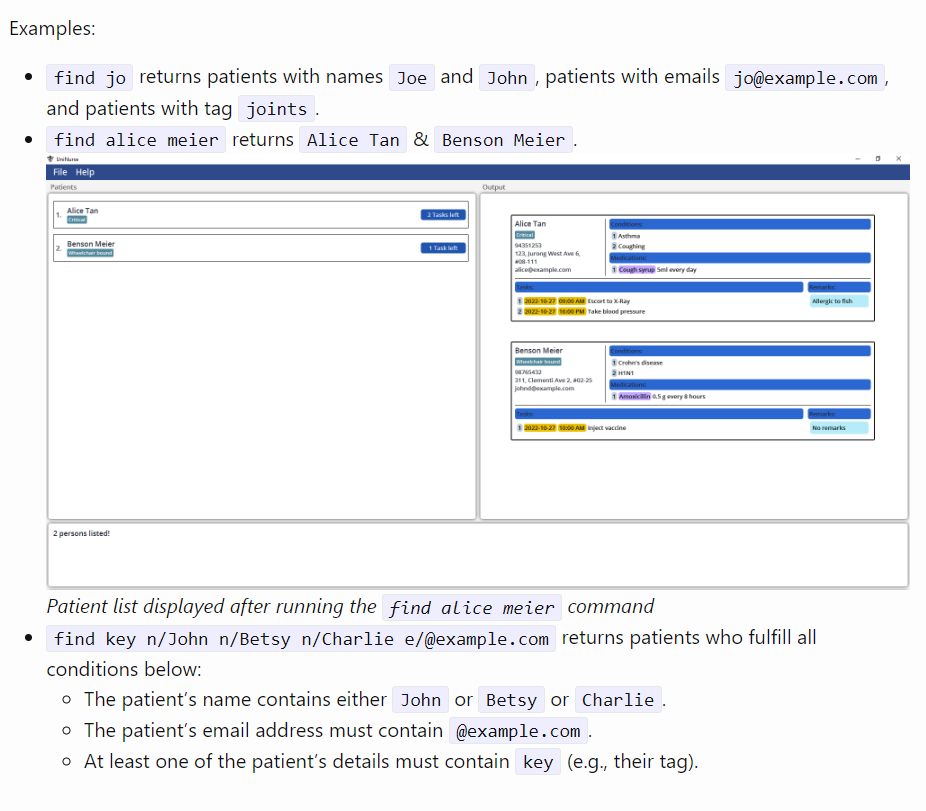 Examples:
find jo returns patients with names Joe and John, patients with emails jo@example.com,
and patients with tag joints.
find alice meier returns Alice Tan & Benson Meier.
UniNurse
File Help
Patients
Output
1. Alice Tan
Critical
2 Tasks left
2. Benson Meier
Wheelchair bound
1 Task left
Alice Tan
Critical
94351253
123, Jurong West Ave 6,
#08-111
alice@example.com
Conditions:
1 Asthma
2 Coughing
Medications:
1 Cough syrup 5ml every day
Tasks:
1 2022-10-27 09:00 AM Escort to X-Ray
2 2022-10-27 10:00 PM Take blood pressure
Remarks:
Allergic to fish
Benson Meier
Wheelchair bound
98765432
311, Clementi Ave 2, #02-25
johnd@example.com
Conditions:
1 Crohn's disease
2 H1N1
Medications:
1 Amoxicillin 0.5 g every 8 hours
Tasks:
1 2022-10-27 10:00 AM Inject vaccine
Remarks:
No remarks
2 persons listed!
Patient list displayed after running the find alice meier command
find key n/John n/Betsy n/Charlie e/@example.com returns patients who fulfill all
conditions below:
The patient’s name contains either John or Betsy or Charlie.
The patient’s email address must contain @example.com.
At least one of the patient’s details must contain key (e.g., their tag).